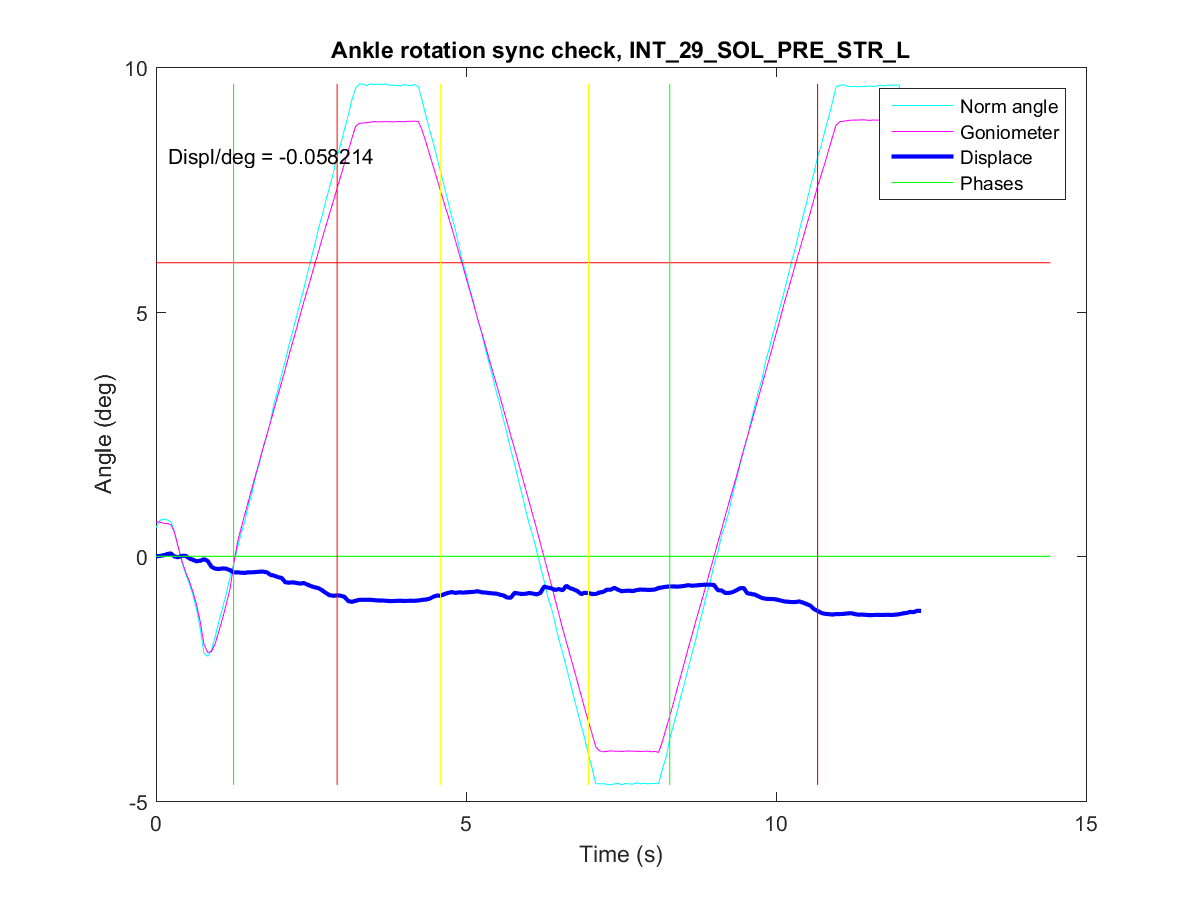 Ankle rotation sync check, INT_29_SOL_PRE_STR_L
10
Norm angle
Goniometer
Displ/deg = -0.058214
Displace
Phases
5
Angle (deg)
0
-5
0
5
10
15
Time (s)